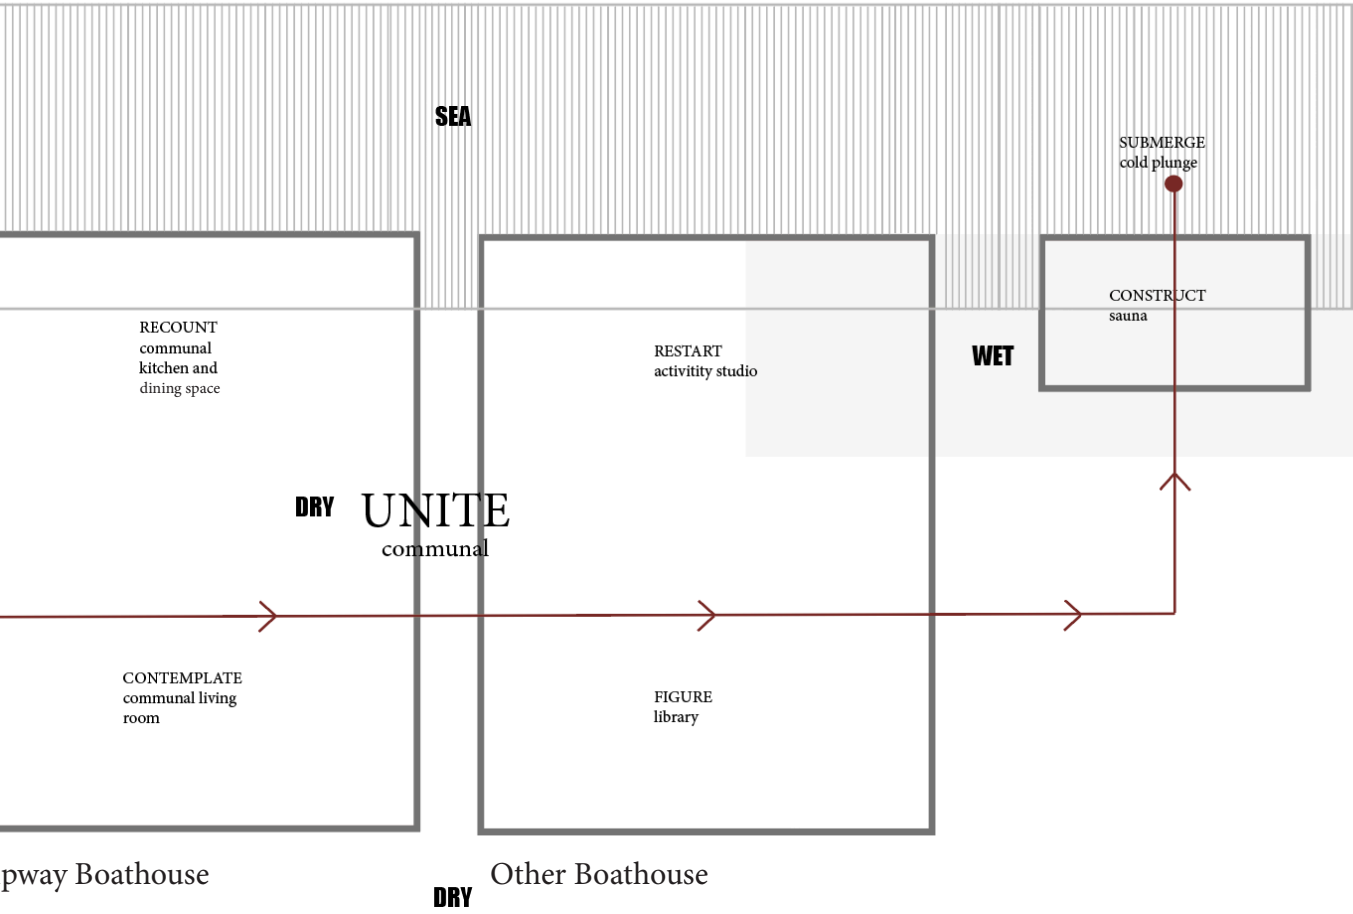 SEA
SUBMERGE
cold plunge
CONSTRUCT
sauna
RECOUNT
communal
kitchen and
dining space
RESTART
activitity studio
WET
DRY
UNITE
communal
CONTEMPLATE
communal living
room
FIGURE
library
pway Boathouse
Other Boathouse
DRY